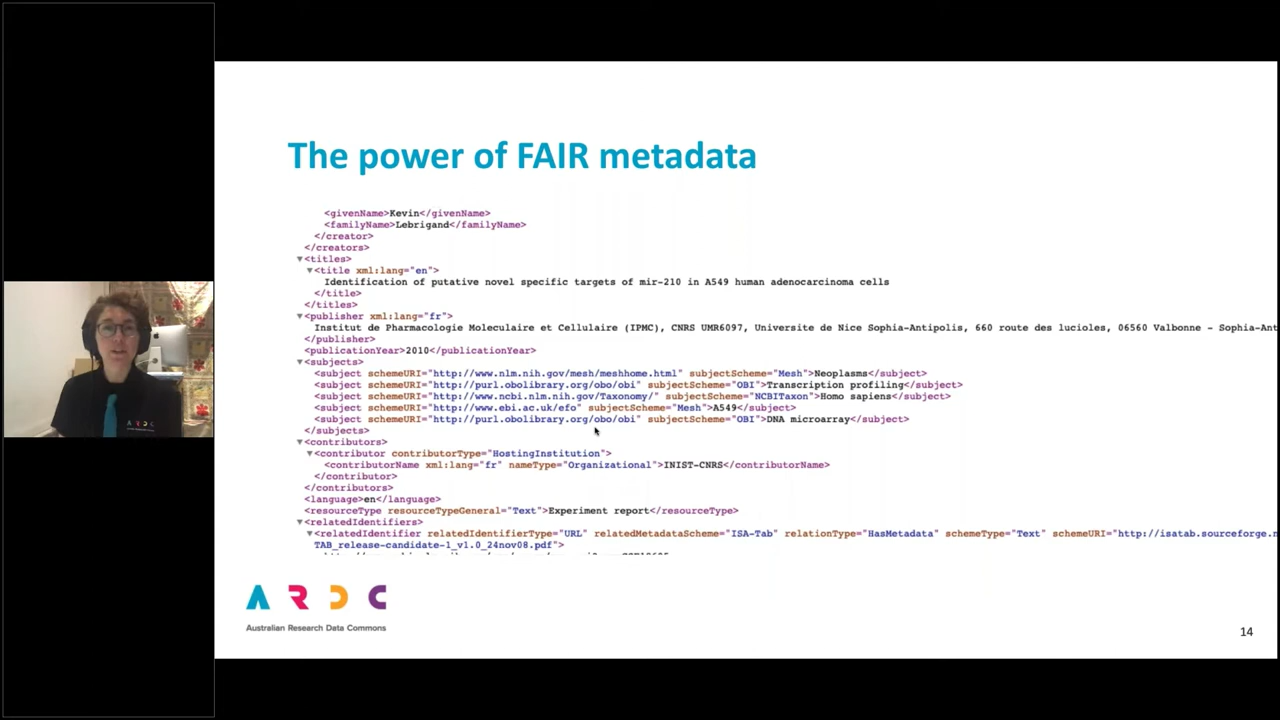 The power of FAIR metadata
<givenName>Kevin</givenName>
<familyName>Lebrigand</familyName>
</creator>
</creators>
▼<titles>
▼<title xml:lang="en">
Identification of putative novel specific targets of mir-210 in A549 human adenocarcinoma cells
</title>
</titles>
▼<publisher xml:lang="fr">
Institut de Pharmacologie Moleculaire et Cellulaire (IPMC), CNRS UMR6097, Universite de Nice Sophia-Antipolis, 660 route des lucioles, 06560 Valbonne - Sophia-Ant
</publisher>
<publicationYear>2010</publicationYear>
▼<subjects>
<subject schemeURI="http://www.nlm.nih.gov/mesh/meshhome.html" subjectScheme="Mesh">Neoplasms</subject>
<subject schemeURI="http://purl.obolibrary.org/obo/obi" subjectScheme="OBI">Transcription profiling</subject>
<subject schemeURI="http://www.ncbi.nlm.nih.gov/Taxonomy/" subjectScheme="NCBITaxon">Homo sapiens</subject>
<subject schemeURI="http://www.ebi.ac.uk/efo" subjectScheme="Mesh">A549</subject>
<subject schemeURI="http://purl.obolibrary.org/obo/obi" subjectScheme="OBI">DNA microarray</subject>
</subjects>
▼<contributors>
▼<contributor contributorType="HostingInstitution">
<contributorName xml:lang="fr" nameType="Organizational">INIST-CNRS</contributorName>
</contributor>
</contributors>
<language>en</language>
<resourceType resourceTypeGeneral="Text">Experiment report</resourceType>
▼<relatedIdentifiers>
▼<relatedIdentifier relatedIdentifierType="URL" relatedMetadataScheme="ISA-Tab" relationType="HasMetadata" schemeType="Text" schemeURI="http://isatab.sourceforge.n
TAB_release-candidate-1_v1.0_24nov08.pdf">
A R D C
Australian Research Data Commons
14